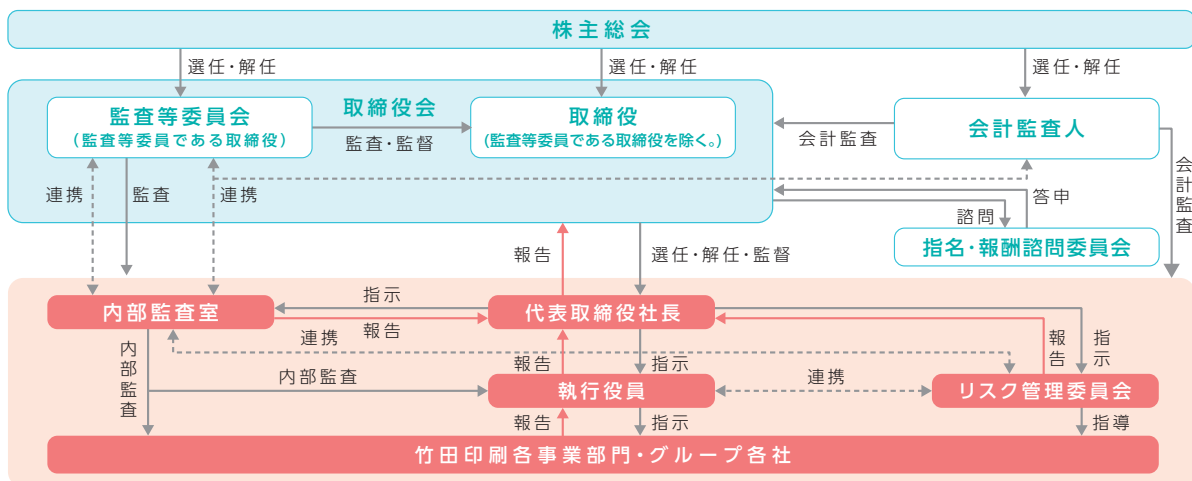 株主総会
選任・解任
選任・解任
選任・解任
監査等委員会
(監査等委員である取締役)
取締役会
監査・監督
取締役
(監査等委員である取締役を除く。)
会計監査
会計監査人
会計監査
連携
監査
連携
答申
諮問
指名・報酬諮問委員会
報告
選任・解任・監督
内部監査室
指示
報告
代表取締役社長
連携
報告
指示
内部監査
内部監査
報告
指示
執行役員
連携
リスク管理委員会
報告
指示
指導
竹田印刷各事業部門・グループ各社